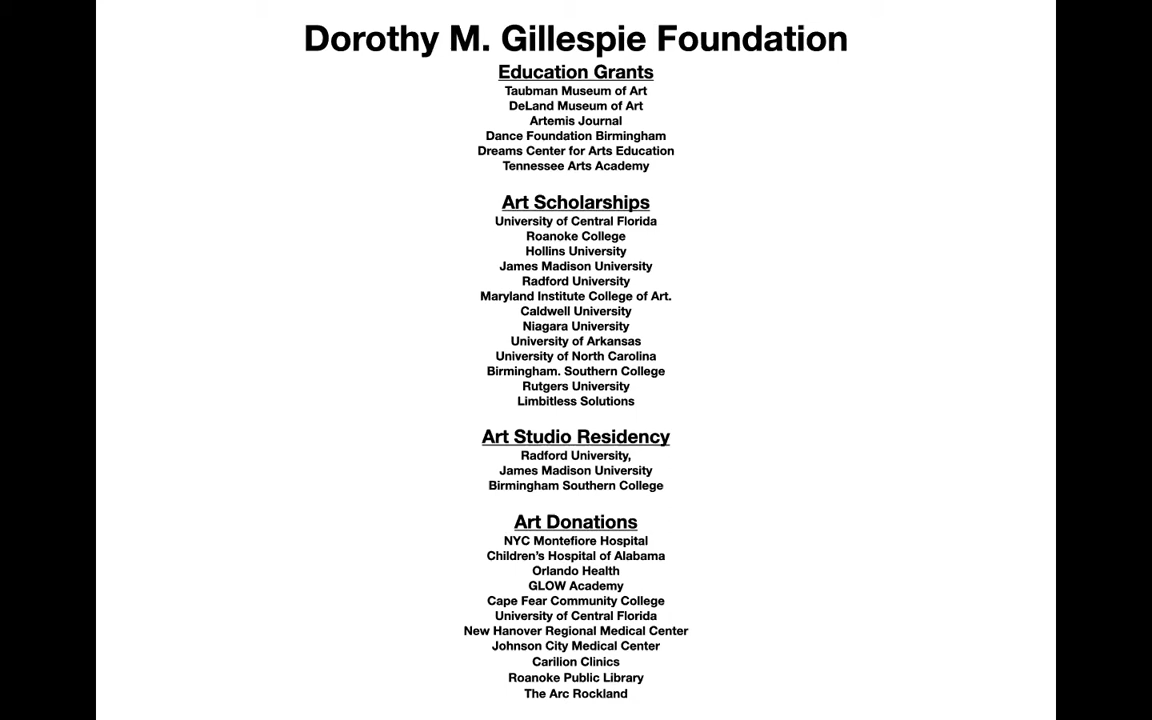 Dorothy M. Gillespie Foundation
Education Grants
Taubman Museum of Art
DeLand Museum of Art
Artemis Journal
Dance Foundation Birmingham
Dreams Center for Arts Education
Tennessee Arts Academy
Art Scholarships
University of Central Florida
Roanoke College
Hollins University
James Madison University
Radford University
Maryland Institute College of Art.
Caldwell University
Niagara University
University of Arkansas
University of North Carolina
Birmingham. Southern College
Rutgers University
Limbitless Solutions
Art Studio Residency
Radford University,
James Madison University
Birmingham Southern College
Art Donations
NYC Montefiore Hospital
Children’s Hospital of Alabama
Orlando Health
GLOW Academy
Cape Fear Community College
University of Central Florida
New Hanover Regional Medical Center
Johnson City Medical Center
Carilion Clinics
Roanoke Public Library
The Arc Rockland